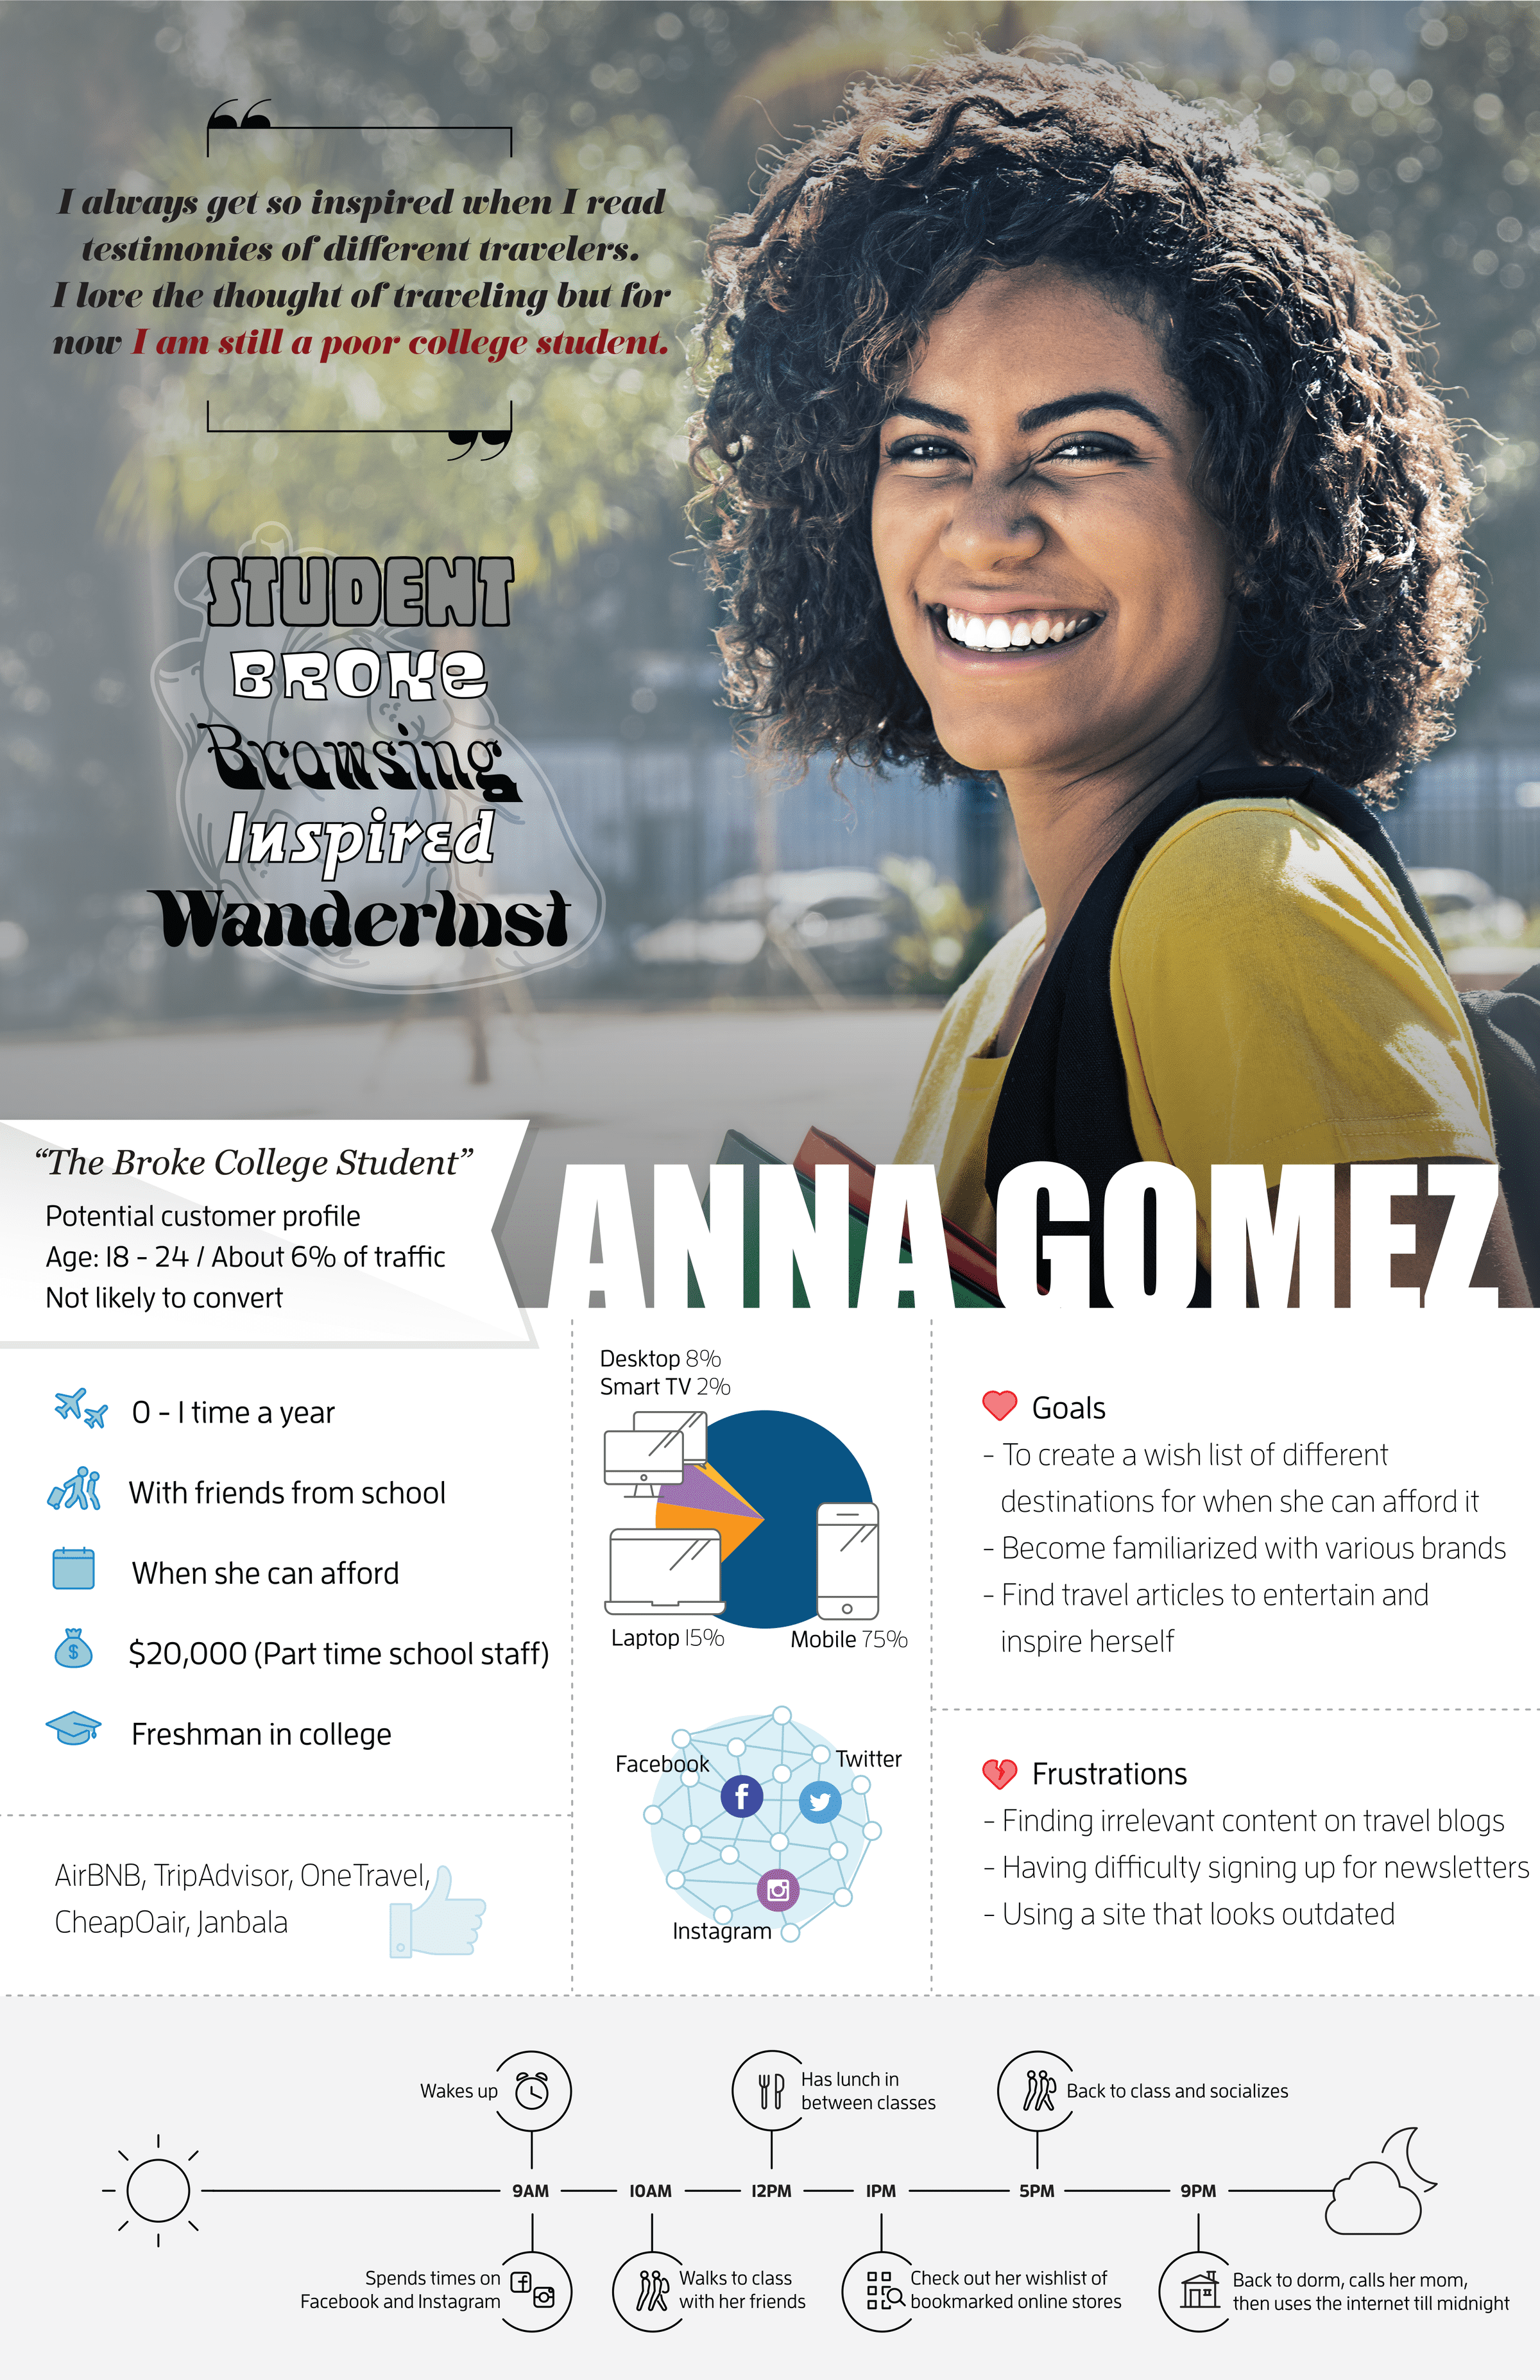 “
I always get so inspired when I read
testimonies of different travelers.
I love the thought of traveling but for
now I am still a poor college student.
”
STUDENT
BROKE
Browsing
Inspired
Wanderlust
“The Broke College Student”
Potential customer profile
Age: 18 - 24 / About 6% of traffic
Not likely to convert
ANNA GOMEZ
0 - 1 time a year
With friends from school
When she can afford
$
$20,000 (Part time school staff)
Freshman in college
AirBNB, TripAdvisor, OneTravel,
CheapOair, Janbala
Desktop 8%
Smart TV 2%
Laptop 15%
Mobile 75%
Facebook
f
Twitter
Instagram
Goals
- To create a wish list of different
destinations for when she can afford it
- Become familiarized with various brands
- Find travel articles to entertain and
inspire herself
Frustrations
- Finding irrelevant content on travel blogs
- Having difficulty signing up for newsletters
- Using a site that looks outdated
Wakes up
Has lunch in
between classes
Back to class and socializes
9AM
10AM
12PM
1PM
5PM
9PM
Spends times on
Facebook and Instagram
f
Walks to class
with her friends
Check out her wishlist of
bookmarked online stores
Back to dorm, calls her mom,
then uses the internet till midnight